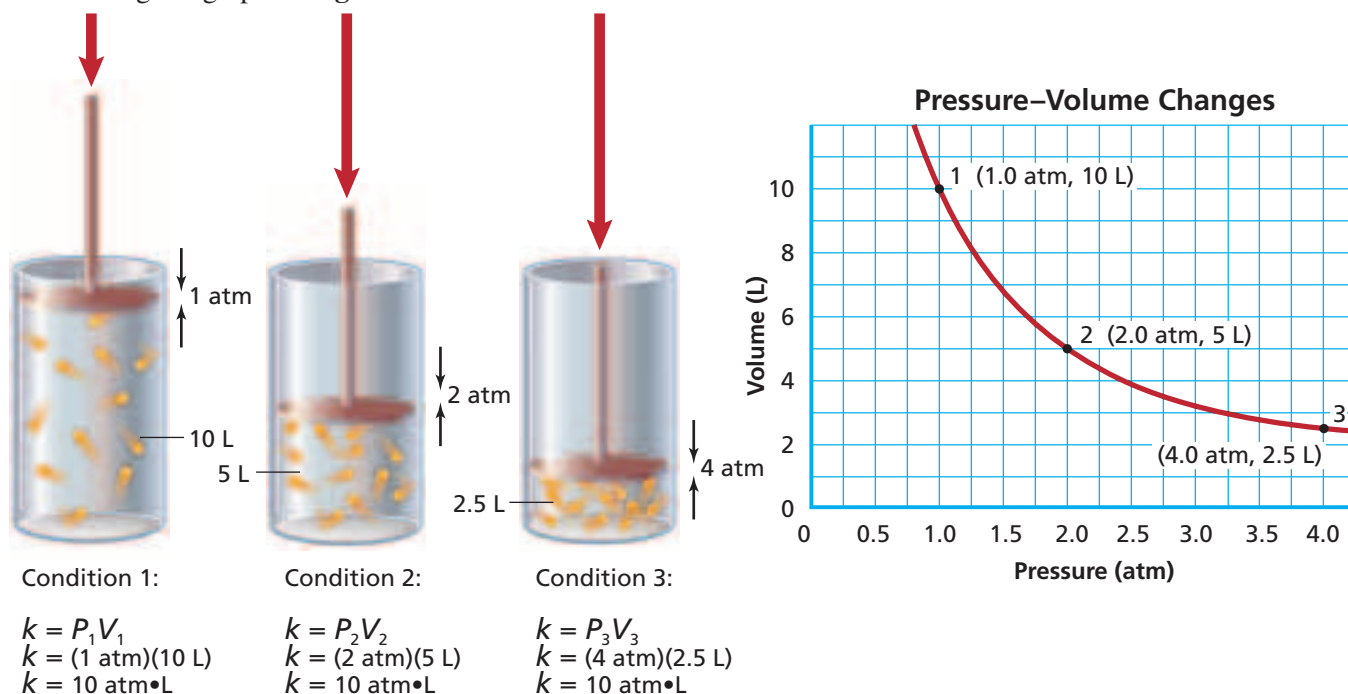 1 atm
10 L
2 atm
5 L
4 atm
2.5 L
Condition 1:
k = P₁V₁
k = (1 atm)(10 L)
k = 10 atm•L
Condition 2:
k = P₂V₂
k = (2 atm)(5 L)
k = 10 atm•L
Condition 3:
k = P₃V₃
k = (4 atm)(2.5 L)
k = 10 atm•L
Pressure–Volume Changes
Volume (L)
10
8
6
4
2
0
1 (1.0 atm, 10 L)
2 (2.0 atm, 5 L)
3
(4.0 atm, 2.5 L)
0 0.5 1.0 1.5 2.0 2.5 3.0 3.5 4.0
Pressure (atm)